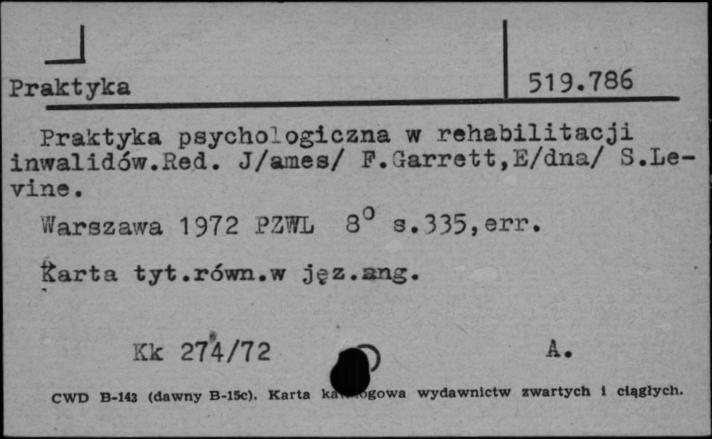 Praktyka
519.786
Praktyka psychologiczna w rehabilitacji
inwalidów.Red. J/ames/ F.Garrett,E/dna/ S.Le-
vine.
Warszawa 1972 PZWL 8° s.335,err.
Karta tyt.równ.w jęz.ang.
Kk 274/72
A.
CWD B-143 (dawny B-15c). Karta wydawnictw zwartych i ciągłych.